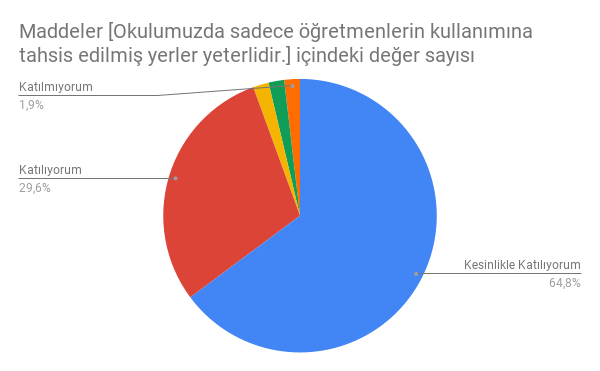 Maddeler [Okulumuzda sadece öğretmenlerin kullanımına
tahsis edilmiş yerler yeterlidir.] içindeki değer sayısı
Katılmıyorum
1,9%
Katılıyorum
29,6%
Kesinlikle Katılıyorum
64,8%